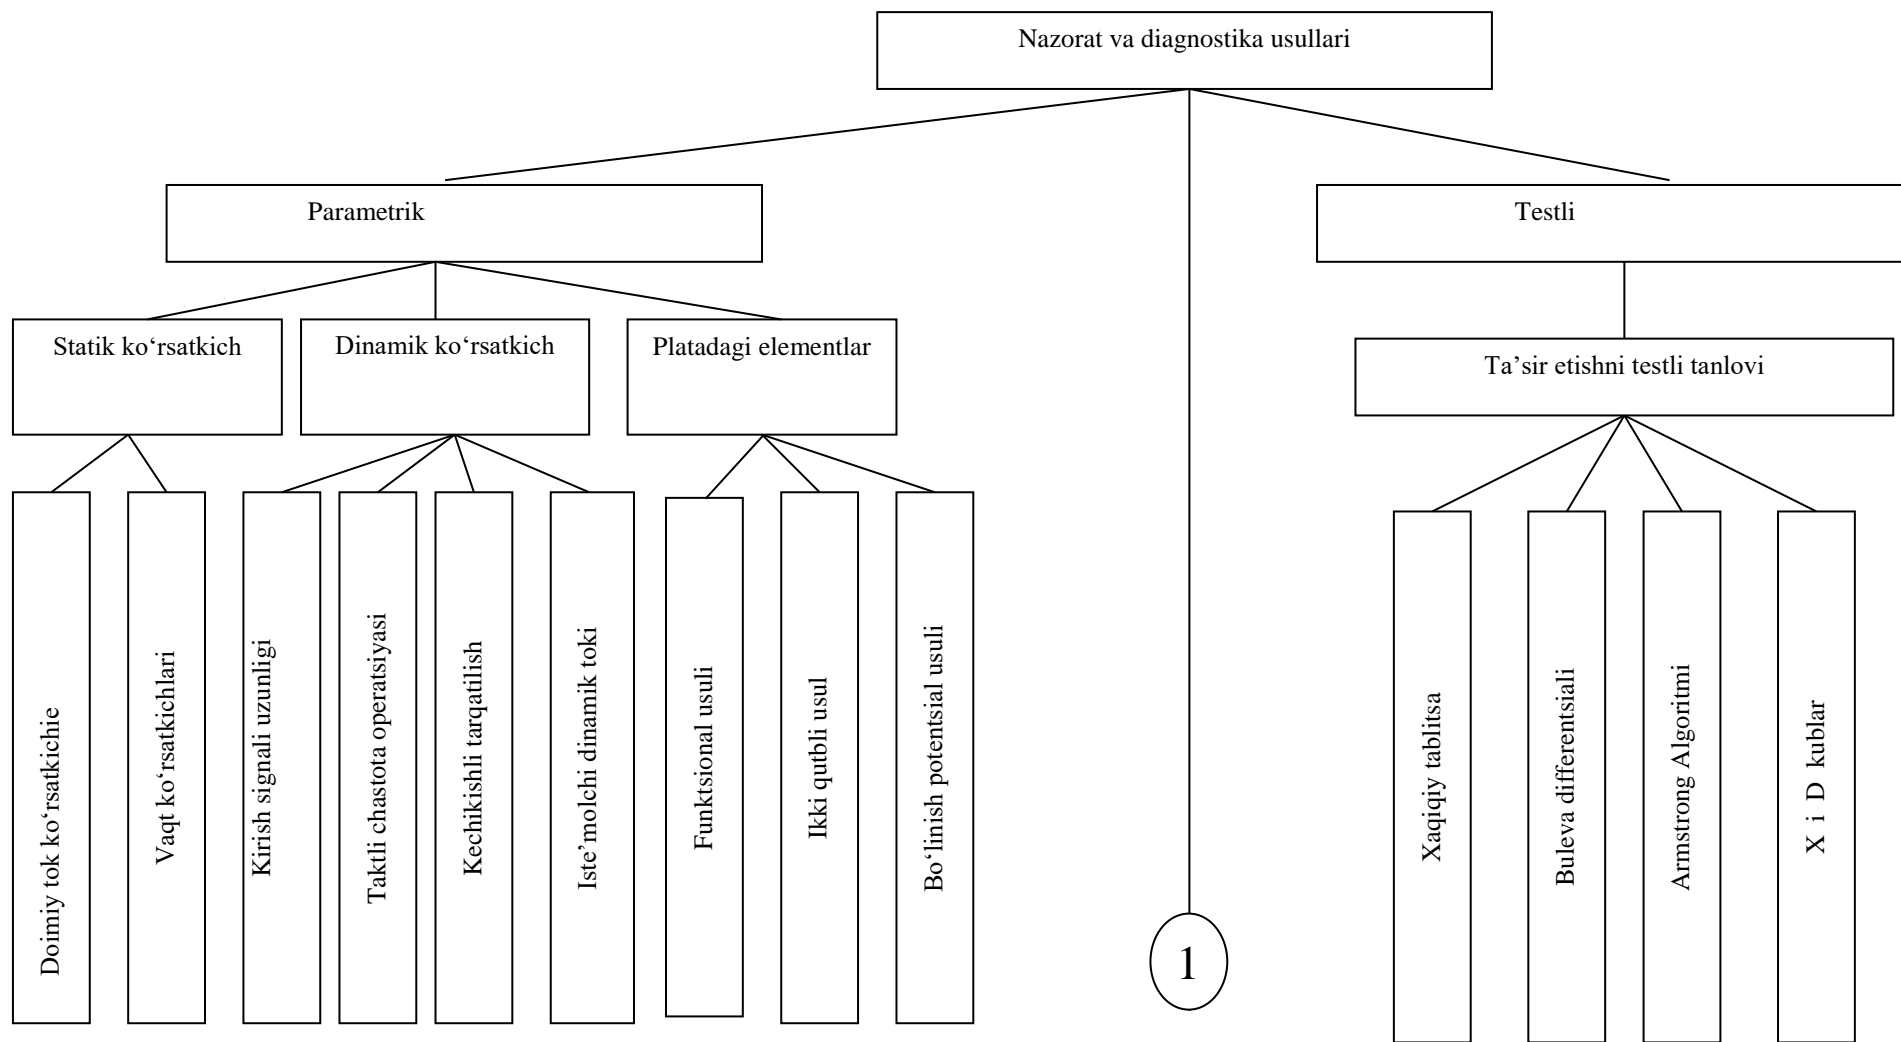 Nazorat va diagnostika usullari
Parametrik
Testli
Statik ko‘rsatkich
Dinamik ko‘rsatkich
Platadagi elementlar
Ta’sir etishni testli tanlovi
Doimiy tok ko‘rsatkichie
Vaqt ko‘rsatkichlari
Kirish signali uzunligi
Taktli chastota operatsiyasi
Kechikishli tarqatilish
Iste’molchi dinamik toki
Funktsional usuli
Ikki qutbli usul
Bo‘linish potentsial usuli
Xaqiqiy tablitsa
Buleva differentsiali
Armstrong Algoritmi
X i D kublar
1